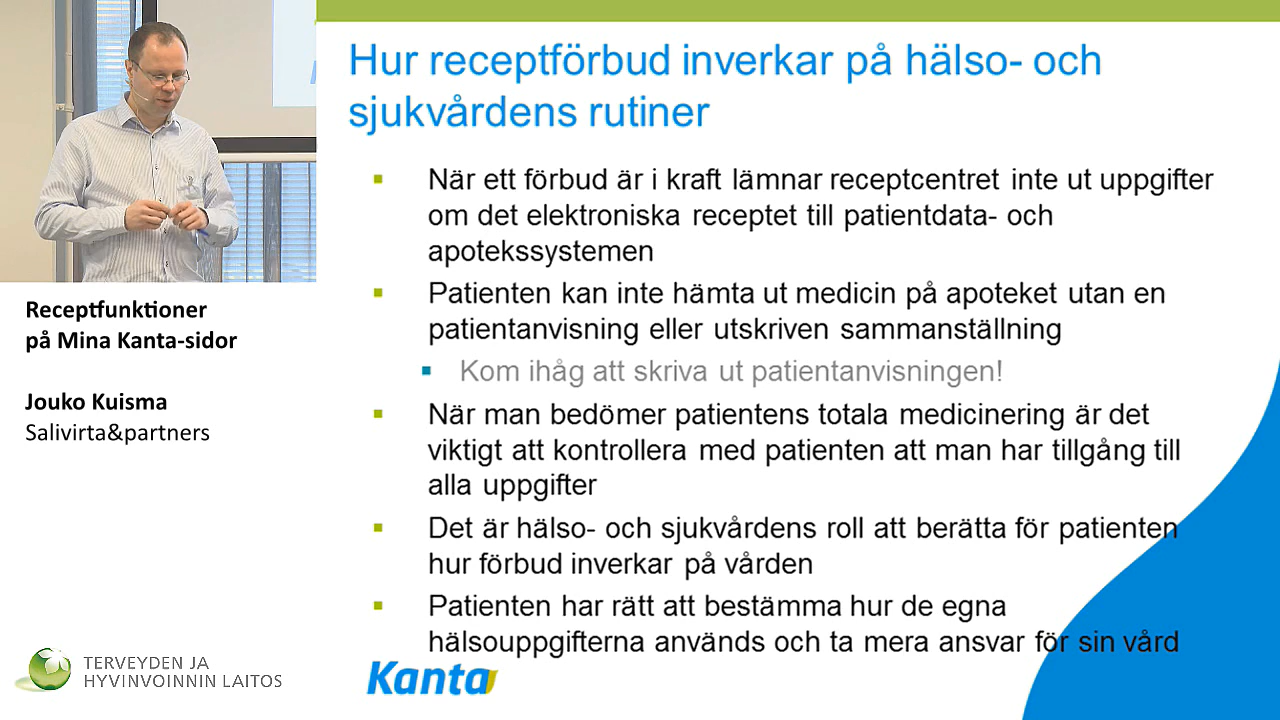 Hur receptförbud inverkar på hälso- och
sjukvårdens rutiner
När ett förbud är i kraft lämnar receptcentret inte ut uppgifter
om det elektroniska receptet till patientdata- och
apotekssystemen
Patienten kan inte hämta ut medicin på apoteket utan en
patientanvisning eller utskriven sammanställning
Kom ihåg att skriva ut patientanvisningen!
När man bedömer patientens totala medicinering är det
viktigt att kontrollera med patienten att man har tillgång till
alla uppgifter
Det är hälso- och sjukvårdens roll att berätta för patienten
hur förbud inverkar på vården
Patienten har rätt att bestämma hur de egna
hälsouppgifterna används och ta mera ansvar för sin vård
Kanta
Receptfunktioner
på Mina Kanta-sidor
Jouko Kuisma
Salivirta&partners
TERVEYDEN JA
HYVINVOINNIN LAITOS